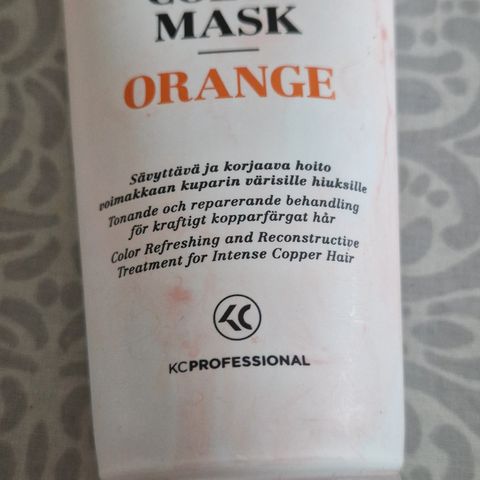 MASK
ORANGE
Sävyttävä ja korjaava hoito
voimakkaan kuparin värisille hiuksille
Tonande och reparerande behandling
för kraftigt kopparfärgat hår
Color Refreshing and Reconstructive
Treatment for Intense Copper Hair
KC
KCPROFESSIONAL